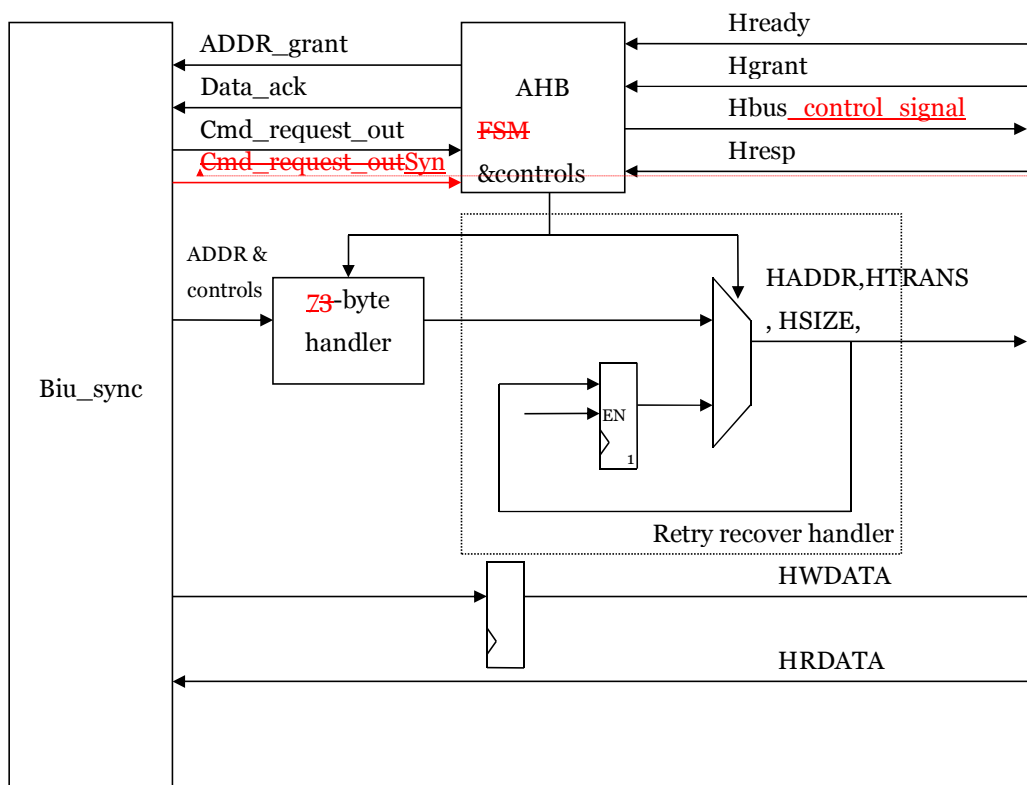 Hready
ADDR_grant
Hgrant
Data_ack
AHB
Hbus_control_signal
Cmd_request_out
FSM
Hresp
Cmd_request_outSyn
&controls
ADDR &
controls
HADDR,HTRANS
73-byte
, HSIZE,
handler
Biu_sync
EN
1
Retry recover handler
HWDATA
HRDATA